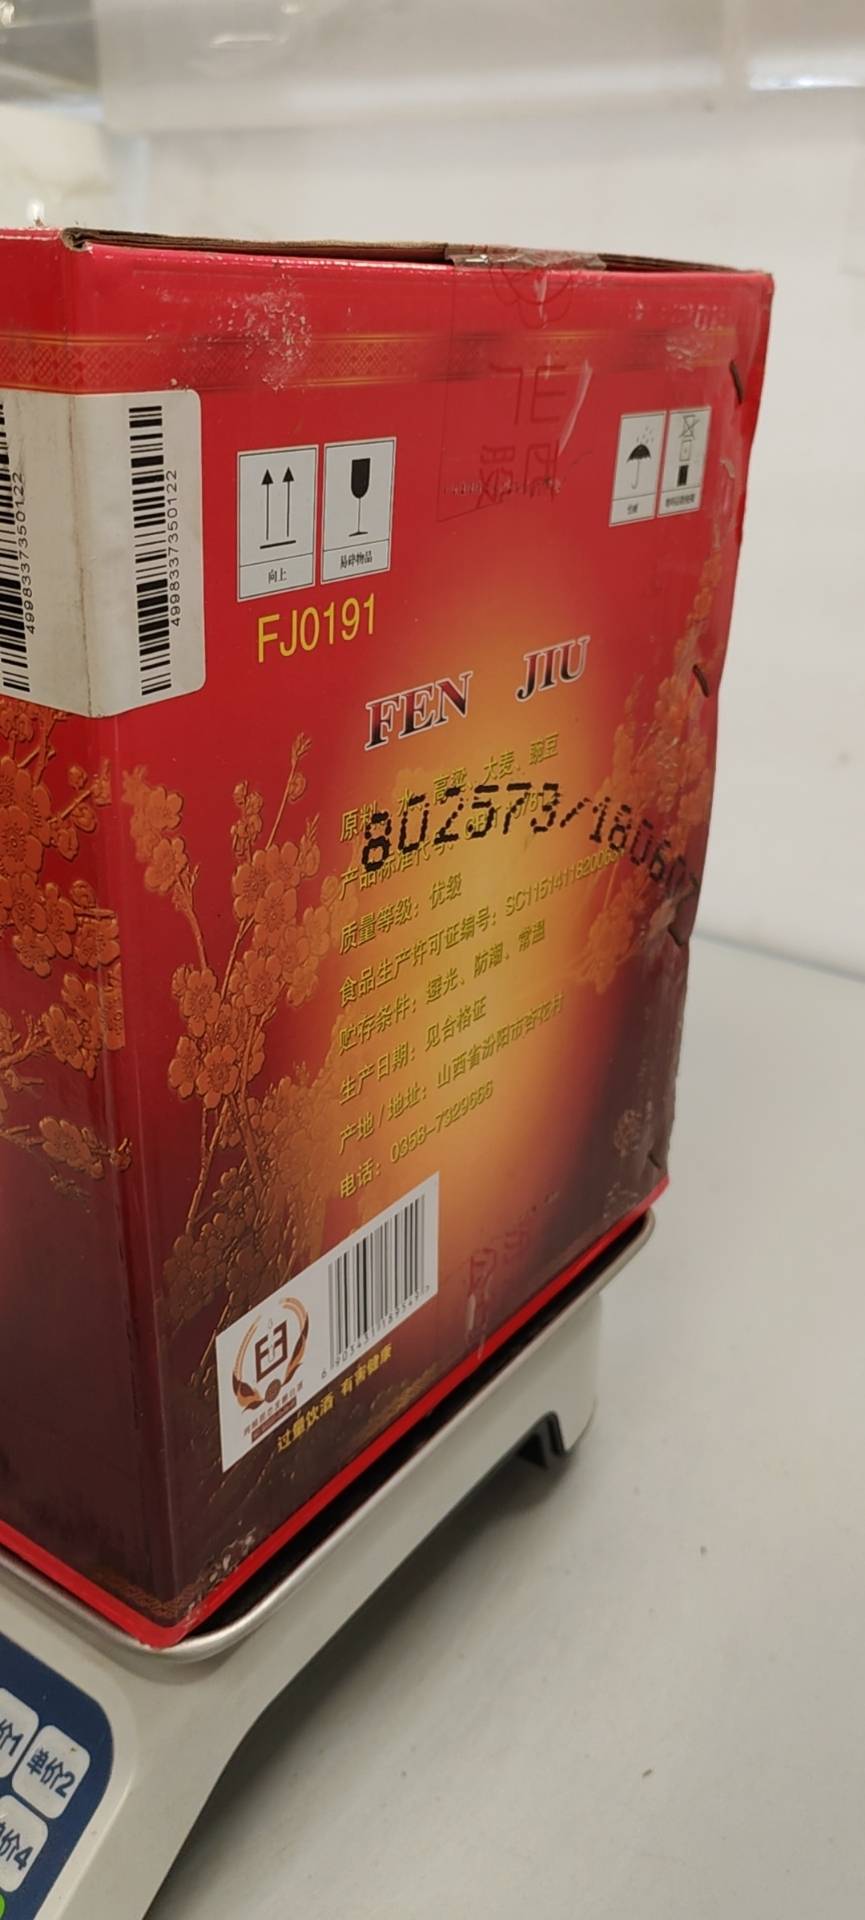 4998337350122
4998337350122
向上
易碎物品
FJ0191
FEN JIU
原料：水、高粱、大麦、豌豆
802573/180607
产品标准代号：
质量等级：优级
食品生产许可证编号：
贮存条件：避光、防潮、常温
生产日期：见合格证
产地/地址：山西省汾阳市杏花村
电话：0358-7329666
过量饮酒 有害健康
单价2